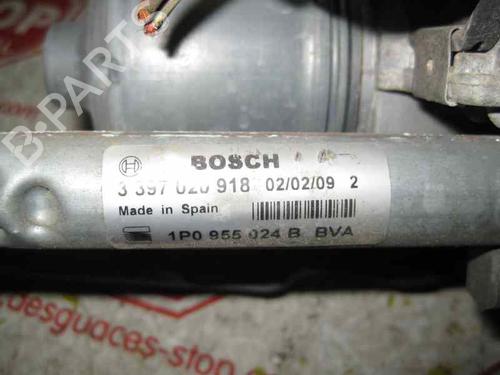 B-PARTS
BOSCH
3 397 020 918 02/02/09 2
Made in Spain
1P0 955 024 B BVA
desguaces-stop.com